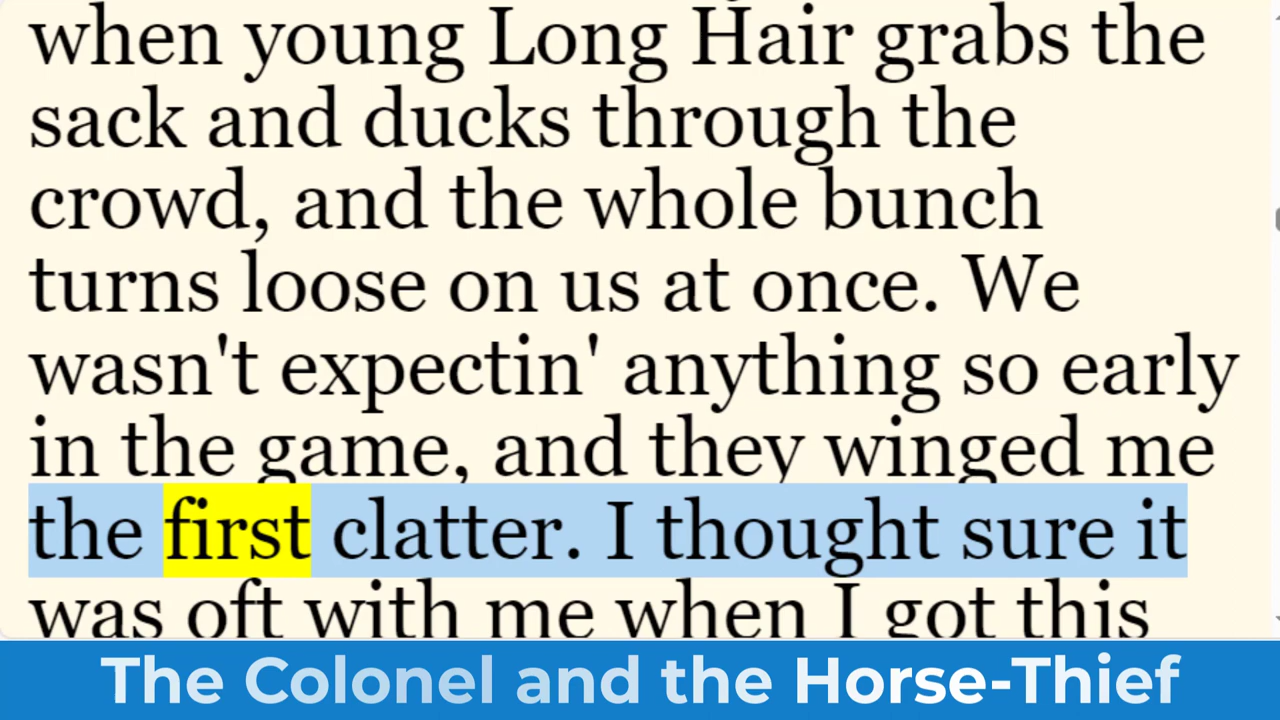 when young Long Hair grabs the
sack and ducks through the
crowd, and the whole bunch
turns loose on us at once. We
wasn't expectin' anything so early
in the game, and they winged me
the first clatter. I thought sure it
was oft with me when I got this
The Colonel and the Horse-Thief